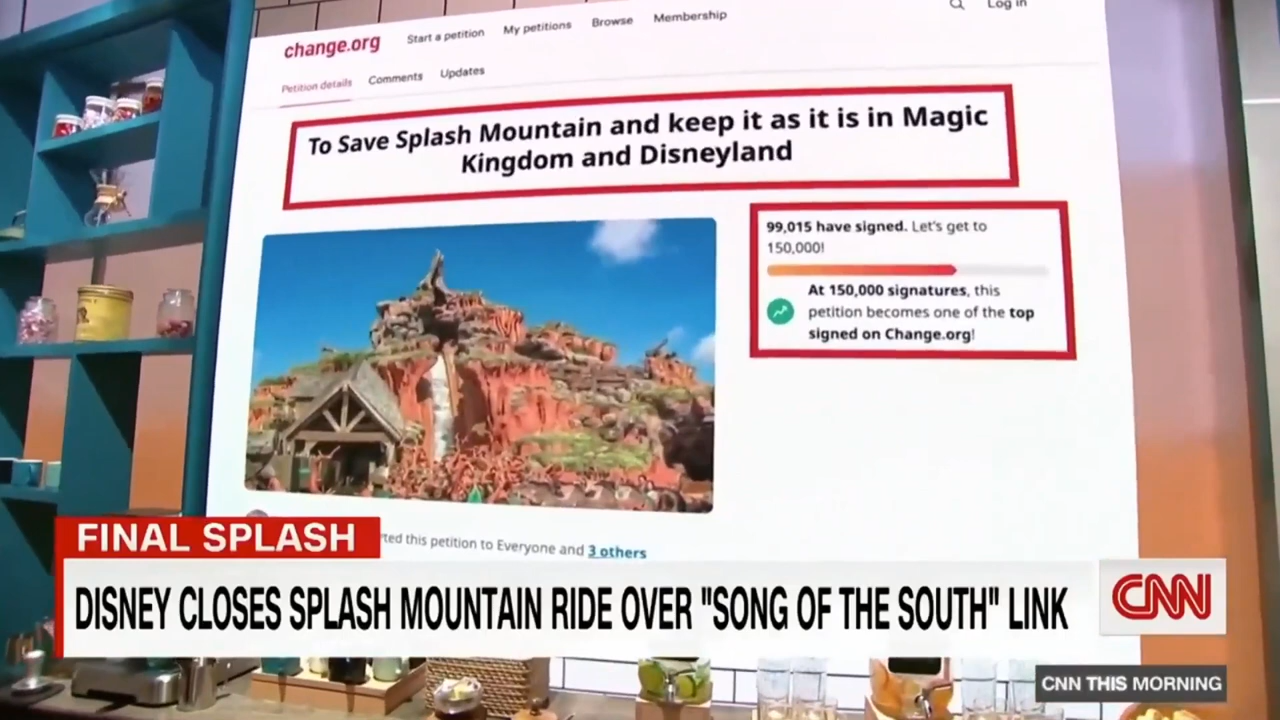 change.org
Start a petition
My petitions
Browse
Membership
Log in
Petition details
Comments
Updates
To Save Splash Mountain and keep it as it is in Magic
Kingdom and Disneyland
99,015 have signed. Let's get to
150,000!
At 150,000 signatures, this
petition becomes one of the top
signed on Change.org!
this petition to Everyone and 3 others
FINAL SPLASH
DISNEY CLOSES SPLASH MOUNTAIN RIDE OVER "SONG OF THE SOUTH" LINK
CNN
CNN THIS MORNING